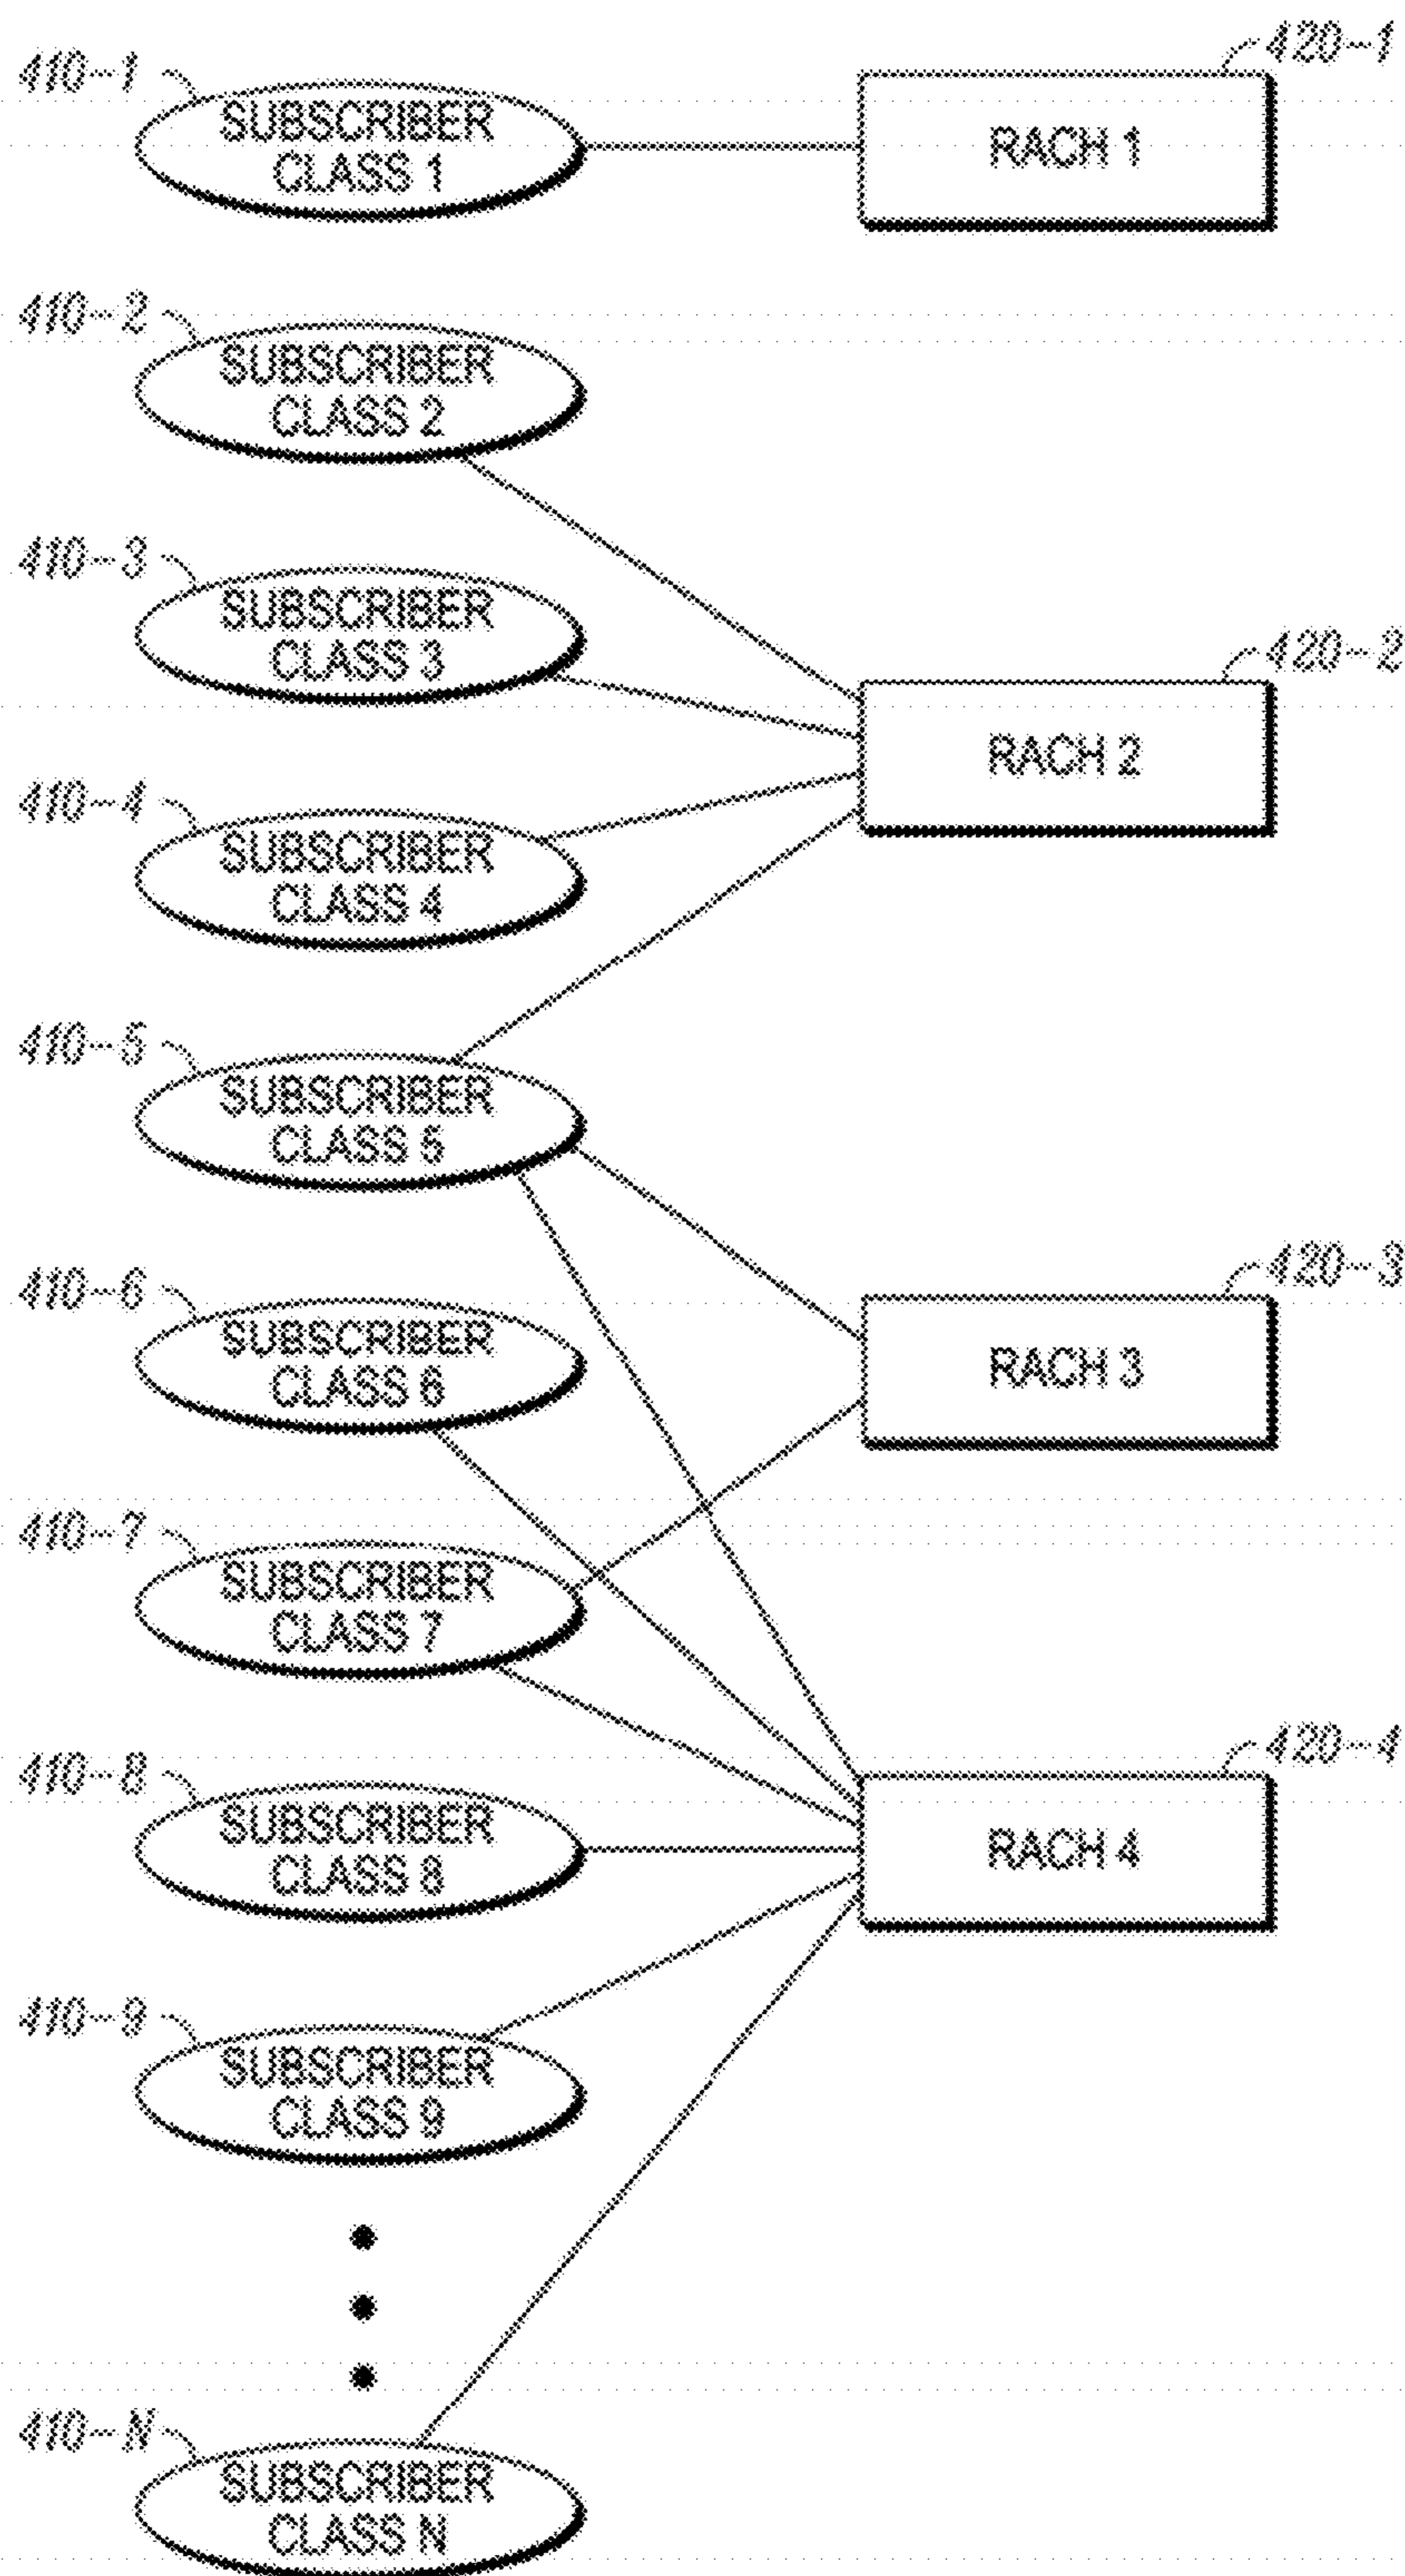 410-1
SUBSCRIBER
CLASS 1
420-1
RACH 1
410-2
SUBSCRIBER
CLASS 2
410-3
SUBSCRIBER
CLASS 3
420-2
RACH 2
410-4
SUBSCRIBER
CLASS 4
410-5
SUBSCRIBER
CLASS 5
410-6
SUBSCRIBER
CLASS 6
420-3
RACH 3
410-7
SUBSCRIBER
CLASS 7
410-8
SUBSCRIBER
CLASS 8
420-4
RACH 4
410-9
SUBSCRIBER
CLASS 9
410-N
SUBSCRIBER
CLASS N